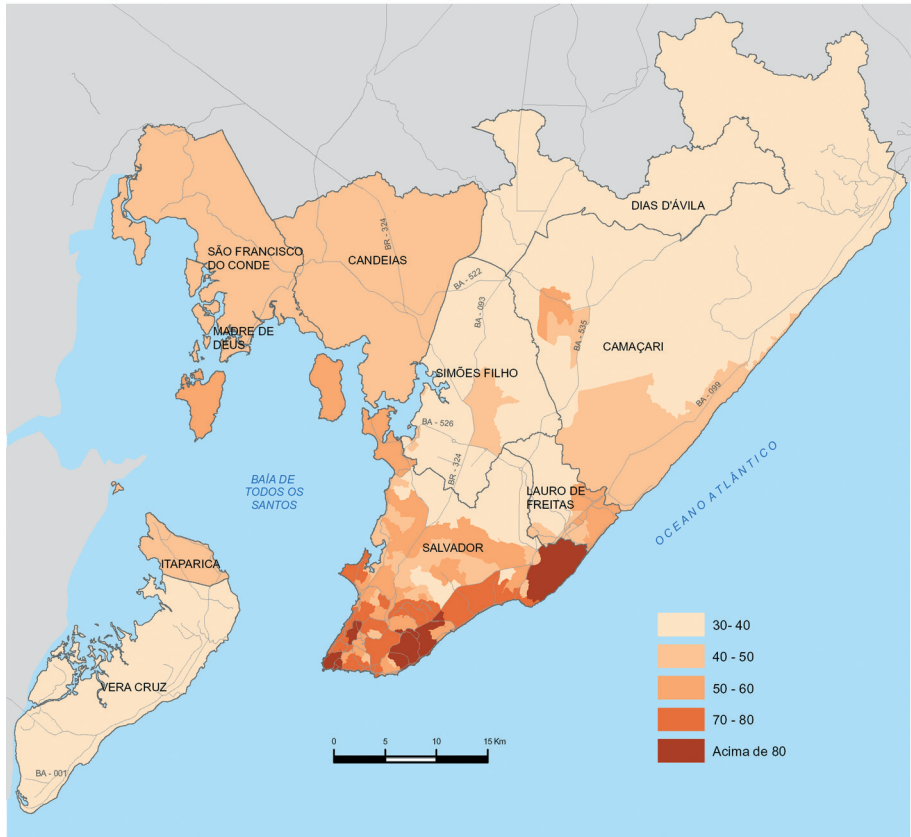 DIAS D'ÁVILA
BR - 324
SÃO FRANCISCO
DO CONDE
CANDEIAS
BA - 522
BA - 093
MADRE DE
DEUS
BA - 535
CAMAÇARI
SIMÕES FILHO
BA - 099
BA - 526
BR - 324
BAÍA DE
TODOS OS
SANTOS
LAURO DE
FREITAS
OCEANO ATLÂNTICO
SALVADOR
ITAPARICA
VERA CRUZ
BA - 001
30- 40
40 - 50
50 - 60
70 - 80
Acima de 80
0 5 10 15 Km